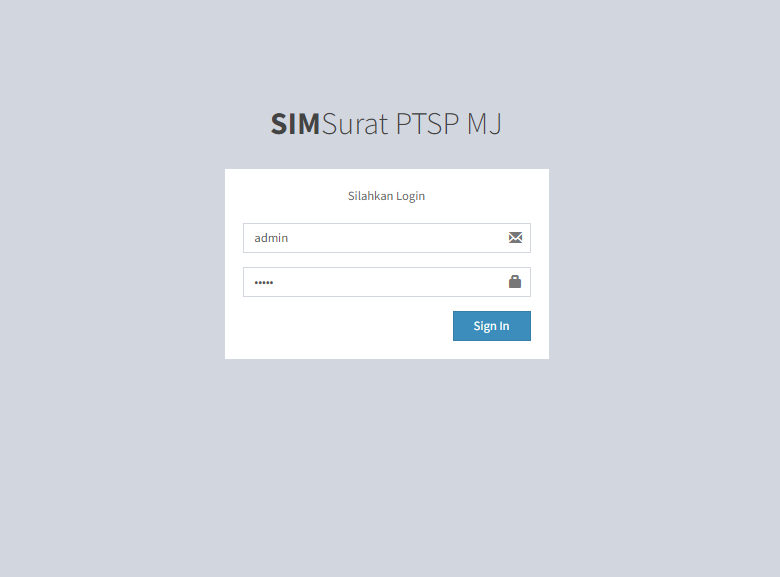 SIMSurat PTSP MJ
Silahkan Login
admin
•••••
Sign In